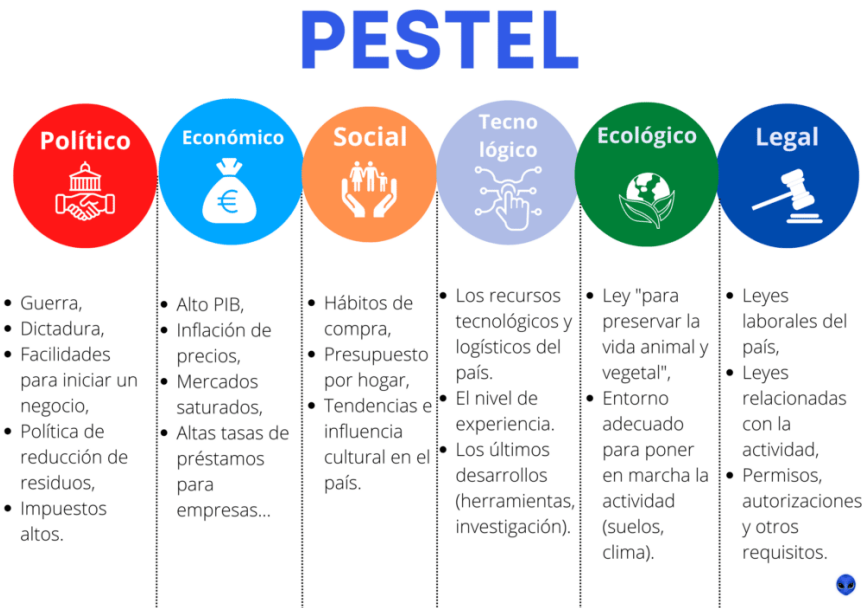 PESTEL
Político
Económico
Social
Tecno
lógico
Ecológico
Legal
• Guerra,
• Dictadura,
• Facilidades
para iniciar un
negocio,
• Política de
reducción de
residuos,
• Impuestos
altos.
• Alto PIB,
• Inflación de
precios,
• Mercados
saturados,
• Altas tasas de
préstamos
para
empresas...
• Hábitos de
compra,
• Presupuesto
por hogar,
• Tendencias e
influencia
cultural en el
país.
• Los recursos
tecnológicos y
logísticos del
país.
• El nivel de
experiencia.
• Los últimos
desarrollos
(herramientas,
investigación).
• Ley "para
preservar la
vida animal y
vegetal",
• Entorno
adecuado
para poner
en marcha la
actividad
(suelos,
clima).
• Leyes
laborales del
país,
• Leyes
relacionadas
con la
actividad,
• Permisos,
autorizaciones
y otros
requisitos.